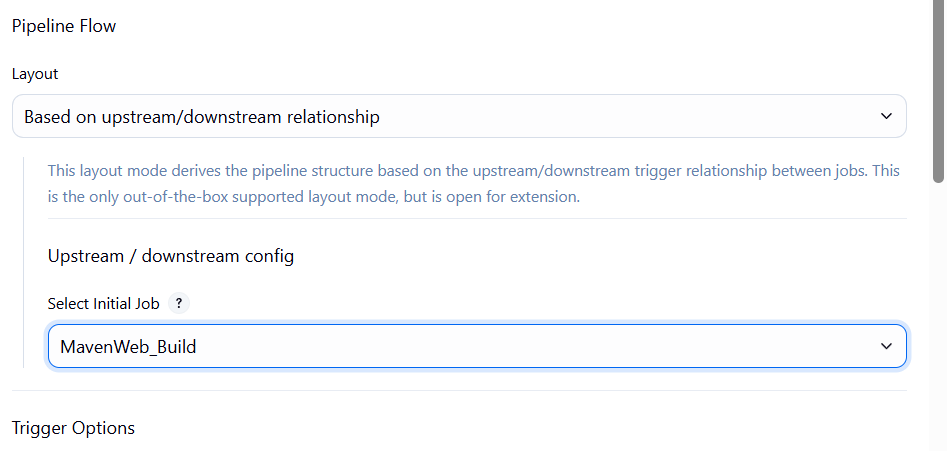 Pipeline Flow
Layout
Based on upstream/downstream relationship
This layout mode derives the pipeline structure based on the upstream/downstream trigger relationship between jobs. This
is the only out-of-the-box supported layout mode, but is open for extension.
Upstream / downstream config
Select Initial Job ?
MavenWeb_Build
Trigger Options